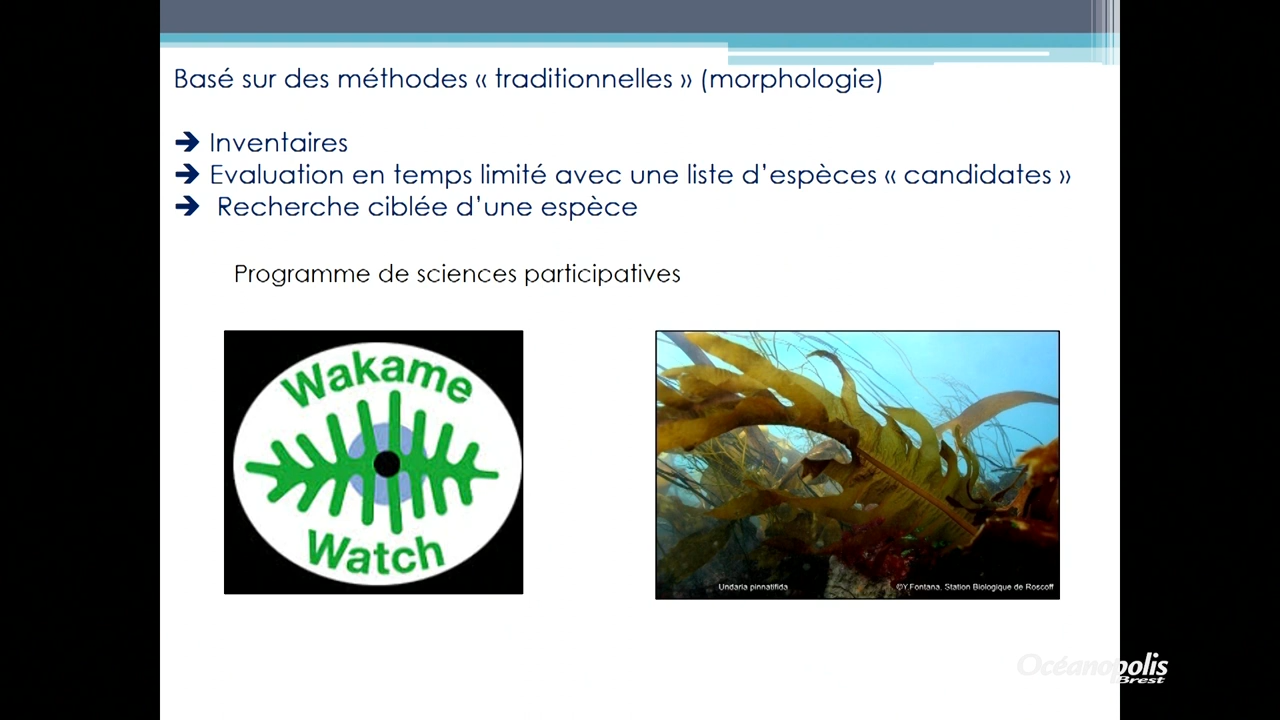 Basé sur des méthodes « traditionnelles » (morphologie)
➔ Inventaires
➔ Evaluation en temps limité avec une liste d’espèces « candidates »
➔ Recherche ciblée d’une espèce
Programme de sciences participatives
Wakame
Watch
Undaria pinnatifida
©Y.Fontana, Station Biologique de Roscoff
Océanopolis
Brest